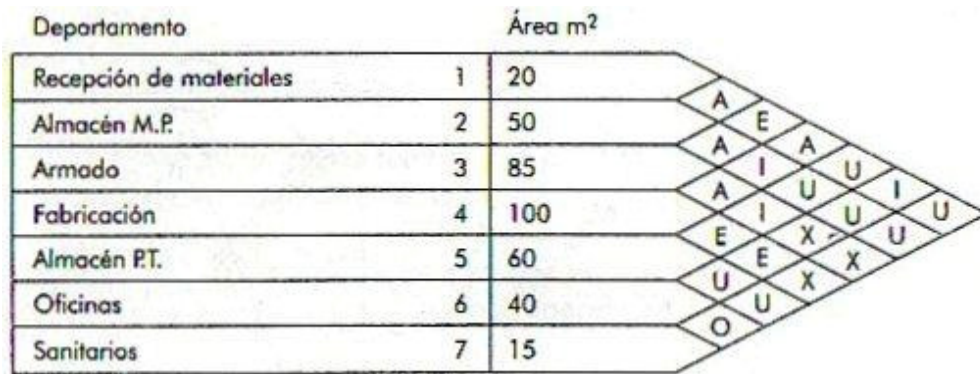 Departamento Área m²
Recepción de materiales 1 20
A
Almacén M.P. 2 50 E
A A
Armado 3 85 I U
A U I
Fabricación 4 100 I U U
E X U
Almacén P.T. 5 60 E X
U X
Oficinas 6 40 U
O
Sanitarios 7 15